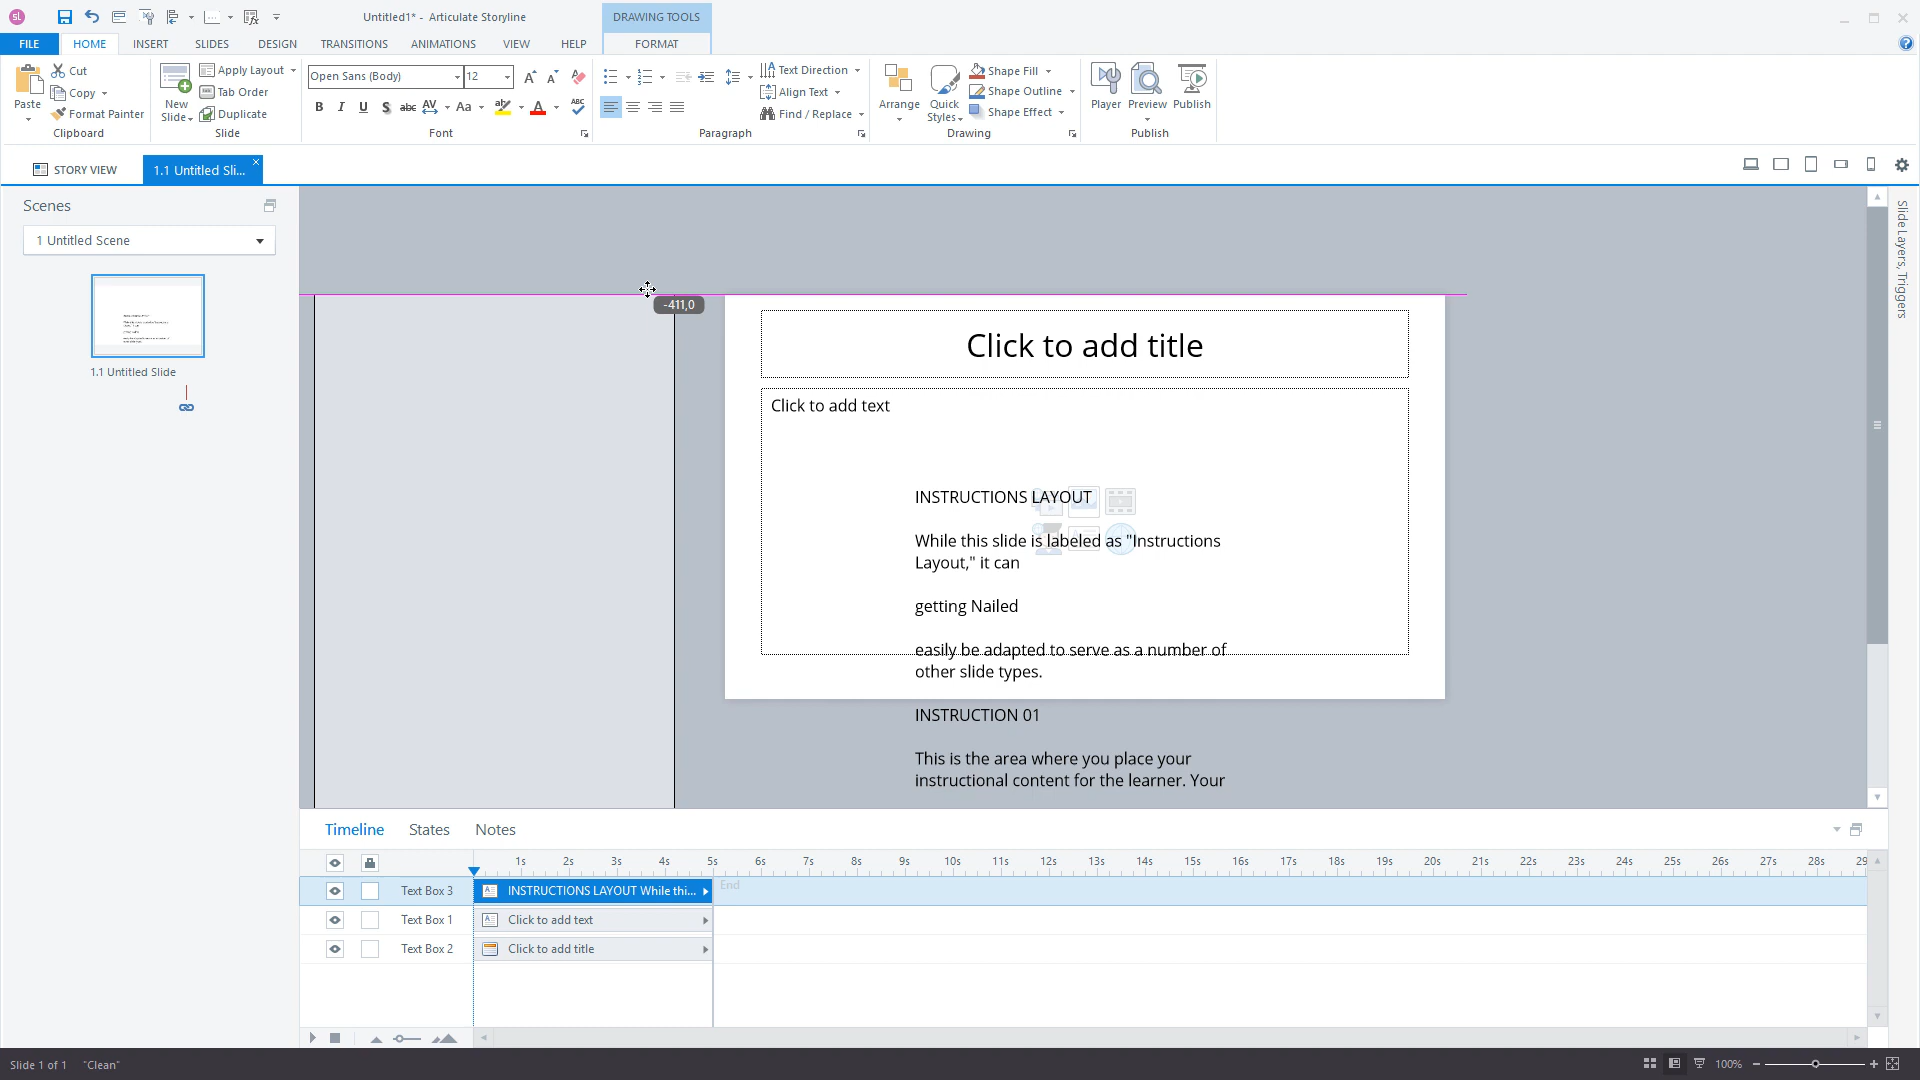 sl
Untitled1* - Articulate Storyline
DRAWING TOOLS
FILE
HOME
INSERT
SLIDES
DESIGN
TRANSITIONS
ANIMATIONS
VIEW
HELP
FORMAT
Paste
Cut
Copy
Format Painter
Clipboard
New
Slide
Apply Layout
Tab Order
Duplicate
Slide
Open Sans (Body)
12
B
I
U
S
abc
AV
Aa
A
ABC
Font
Text Direction
Align Text
Find / Replace
Paragraph
Arrange
Quick
Styles
Shape Fill
Shape Outline
Shape Effect
Drawing
Player
Preview
Publish
Publish
STORY VIEW
1.1 Untitled Sli...
Scenes
1 Untitled Scene
1.1 Untitled Slide
-411,0
Click to add title
Click to add text
INSTRUCTIONS LAYOUT
While this slide is labeled as "Instructions
Layout," it can
getting Nailed
easily be adapted to serve as a number of
other slide types.
INSTRUCTION 01
This is the area where you place your
instructional content for the learner. Your
Slide Layers, Triggers
Timeline
States
Notes
1s 2s 3s 4s 5s 6s 7s 8s 9s 10s 11s 12s 13s 14s 15s 16s 17s 18s 19s 20s 21s 22s 23s 24s 25s 26s 27s 28s 29
Text Box 3
INSTRUCTIONS LAYOUT While thi...
End
Text Box 1
Click to add text
Text Box 2
Click to add title
Slide 1 of 1
"Clean"
100%